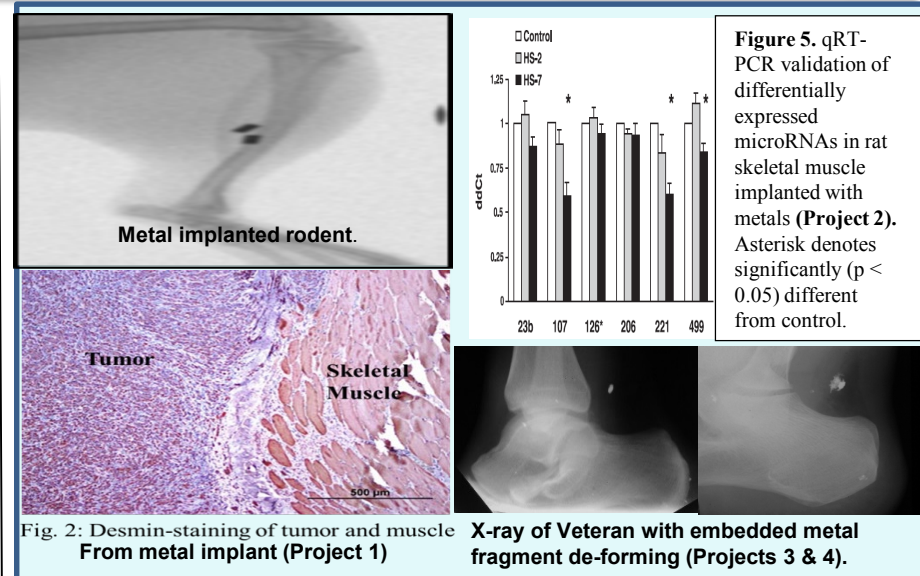 Metal implanted rodent.
Tumor
Skeletal
Muscle
500 µm
Fig. 2: Desmin-staining of tumor and muscle
From metal implant (Project 1)
Control
HS-2
HS-7
1,25
1
0,75
0,5
0,25
0
ddCt
*
*
*
23b 107 126* 206 221 499
Figure 5. qRT-
PCR validation of
differentially
expressed
microRNAs in rat
skeletal muscle
implanted with
metals (Project 2).
Asterisk denotes
significantly (p <
0.05) different
from control.
X-ray of Veteran with embedded metal
fragment de-forming (Projects 3 & 4).